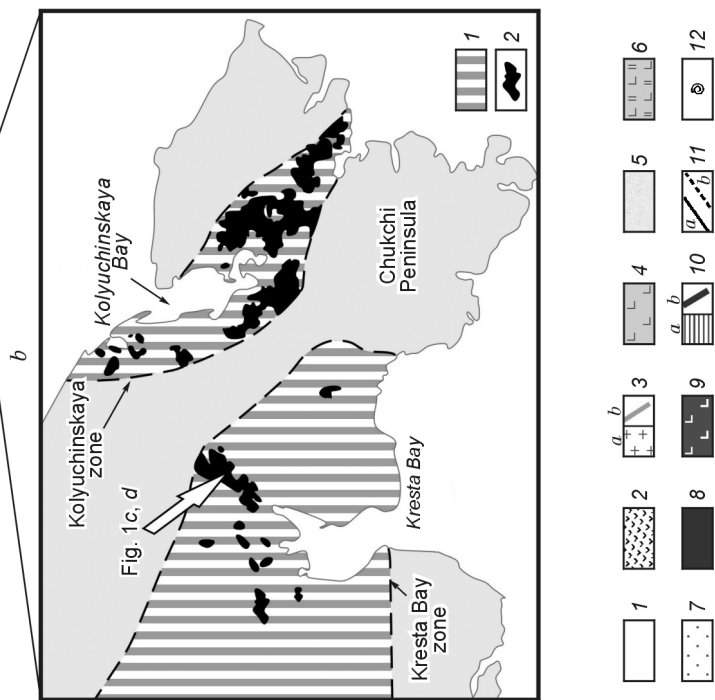 b
Kolyuchinskaya
Bay
Kolyuchinskaya
zone
Chukchi
Peninsula
Fig. 1c, d
Kresta Bay
Kresta Bay
zone
1
2
1
2
3
a
b
4
5
6
7
8
9
10
a
b
11
a
b
12